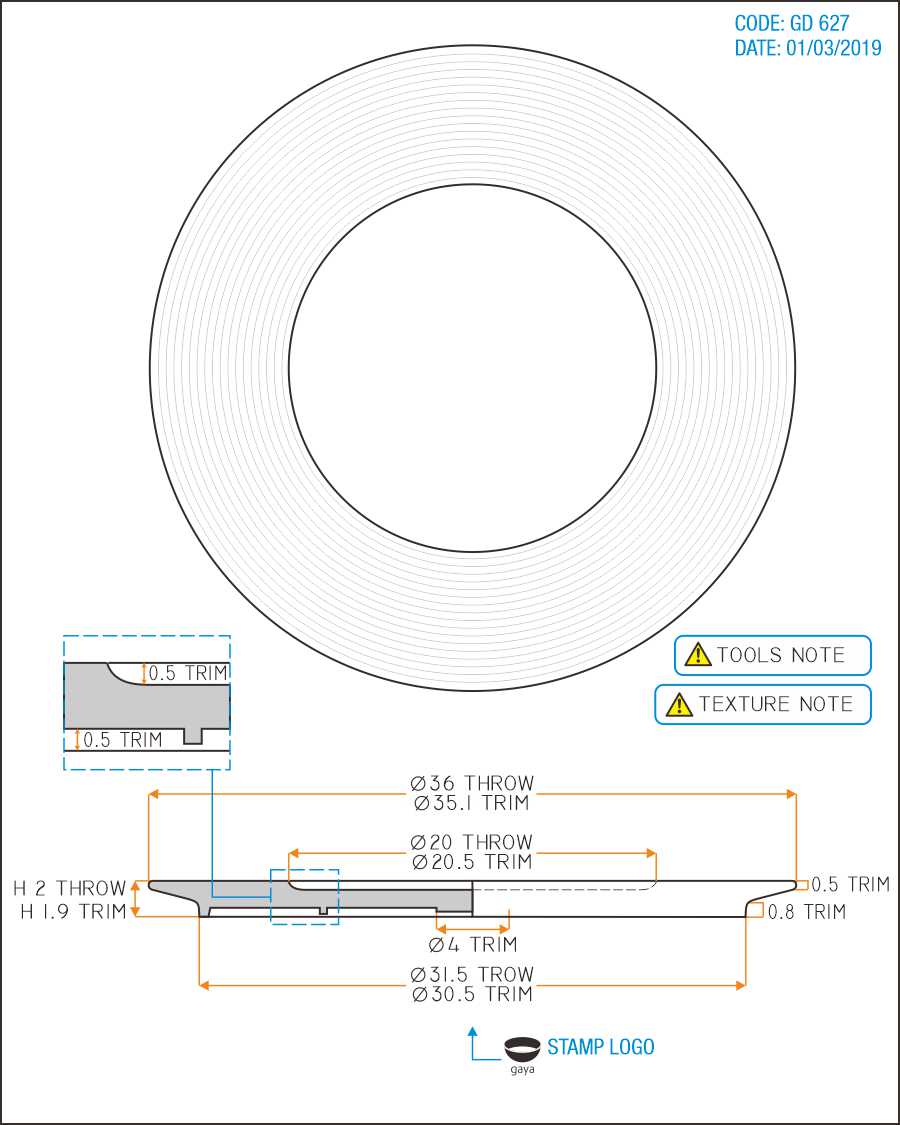 CODE: GD 627
DATE: 01/03/2019
0.5 TRIM
0.5 TRIM
TOOLS NOTE
TEXTURE NOTE
Ø36 THROW
Ø35.1 TRIM
Ø20 THROW
Ø20.5 TRIM
H 2 THROW
H 1.9 TRIM
0.5 TRIM
0.8 TRIM
Ø4 TRIM
Ø31.5 TROW
Ø30.5 TRIM
STAMP LOGO
gaya